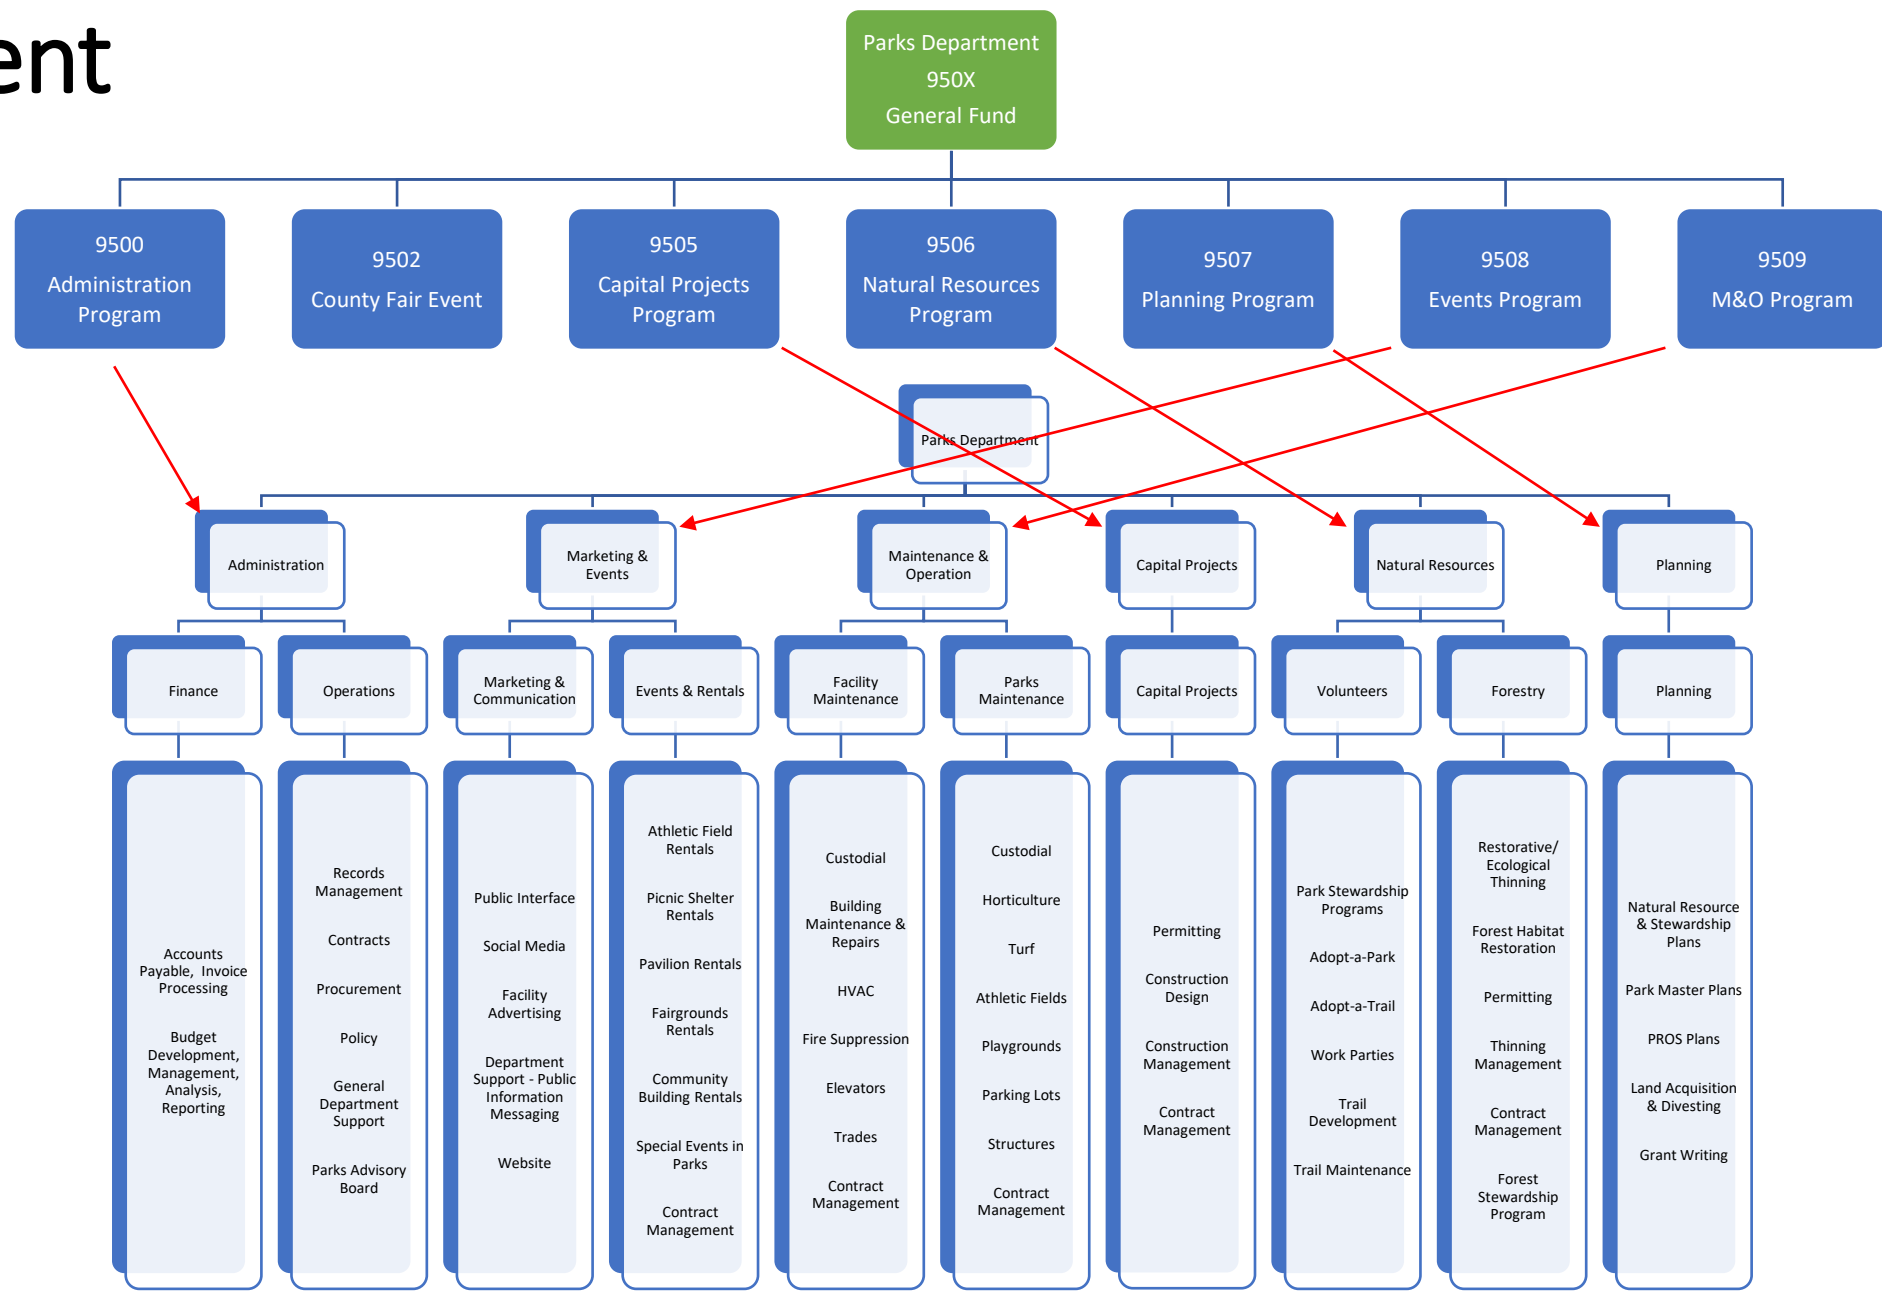 ent
Parks Department
950X
General Fund
9500
Administration
Program
9502
County Fair Event
9505
Capital Projects
Program
9506
Natural Resources
Program
9507
Planning Program
9508
Events Program
9509
M&O Program
Parks Department
Administration
Marketing &
Events
Maintenance &
Operation
Capital Projects
Natural Resources
Planning
Finance
Operations
Marketing &
Communication
Events & Rentals
Facility
Maintenance
Parks
Maintenance
Capital Projects
Volunteers
Forestry
Planning
Accounts
Payable, Invoice
Processing
Budget
Development,
Management,
Analysis,
Reporting
Records
Management
Contracts
Procurement
Policy
General
Department
Support
Parks Advisory
Board
Public Interface
Social Media
Facility
Advertising
Department
Support - Public
Information
Messaging
Website
Athletic Field
Rentals
Picnic Shelter
Rentals
Pavilion Rentals
Fairgrounds
Rentals
Community
Building Rentals
Special Events in
Parks
Contract
Management
Custodial
Building
Maintenance &
Repairs
HVAC
Fire Suppression
Elevators
Trades
Contract
Management
Custodial
Horticulture
Turf
Athletic Fields
Playgrounds
Parking Lots
Structures
Contract
Management
Permitting
Construction
Design
Construction
Management
Contract
Management
Park Stewardship
Programs
Adopt-a-Park
Adopt-a-Trail
Work Parties
Trail
Development
Trail Maintenance
Restorative/
Ecological
Thinning
Forest Habitat
Restoration
Permitting
Thinning
Management
Contract
Management
Forest
Stewardship
Program
Natural Resource
& Stewardship
Plans
Park Master Plans
PROS Plans
Land Acquisition
& Divesting
Grant Writing